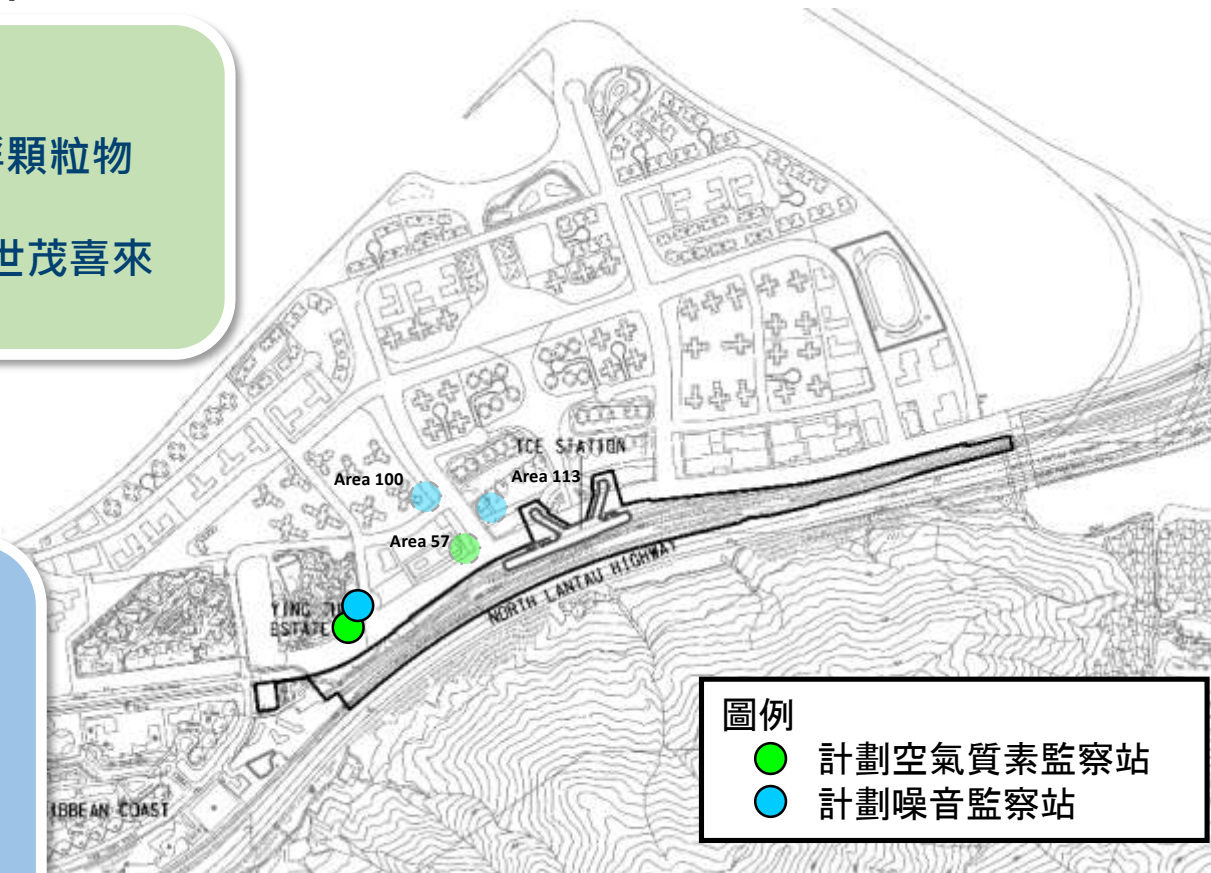 顆粒物
世茂喜來
TCE STATION
Area 100
Area 113
Area 57
NORTH LANTAU HIGHWAY
YING TU
ESTATE
IBBEAN COAST
圖例
計劃空氣質素監察站
計劃噪音監察站